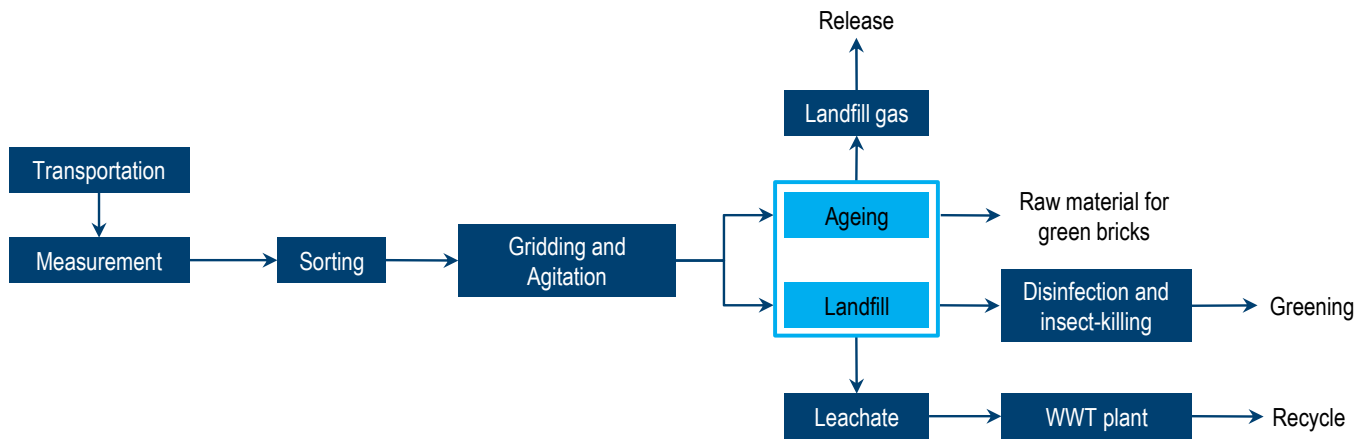 Release
Landfill gas
Transportation
Ageing
Raw material for
green bricks
Measurement
Sorting
Gridding and
Agitation
Landfill
Disinfection and
insect-killing
Greening
Leachate
WWT plant
Recycle